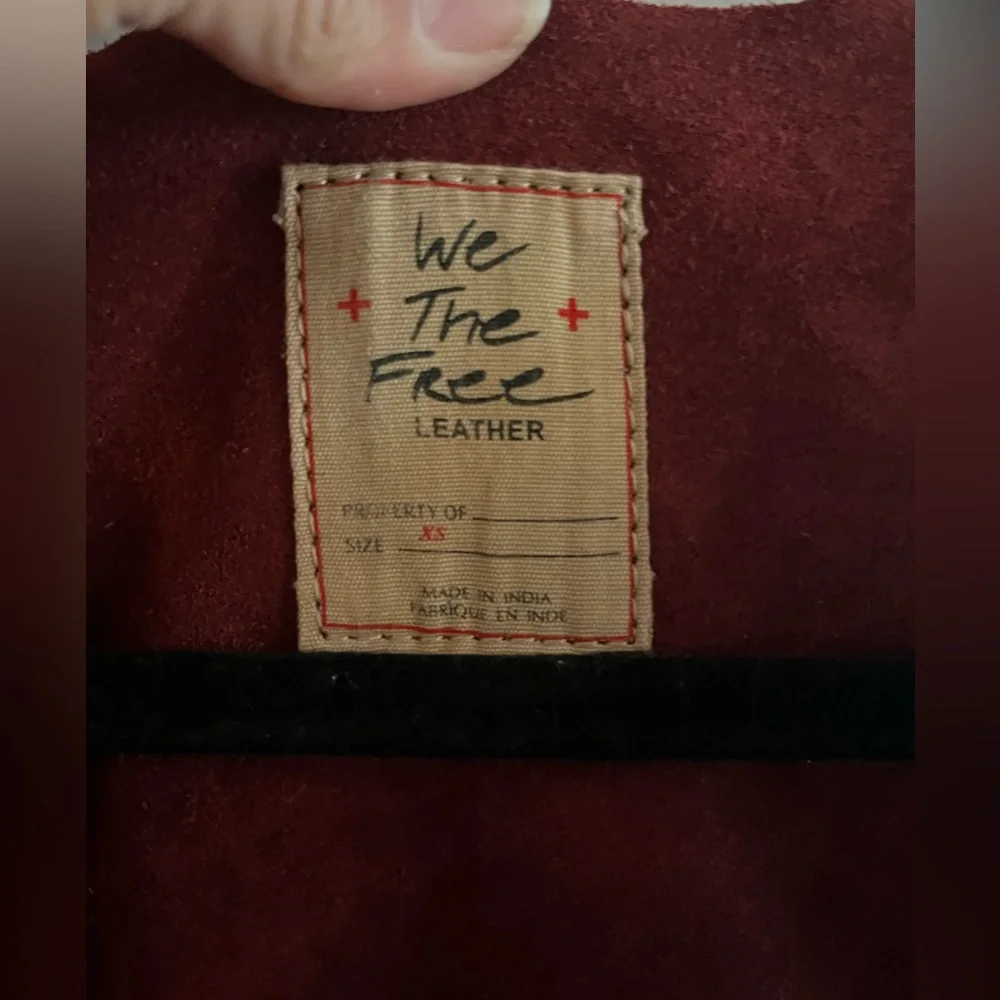 We
+ The +
Free
LEATHER
PROPERTY OF
XS
SIZE
MADE IN INDIA
FABRIQUE EN INDE